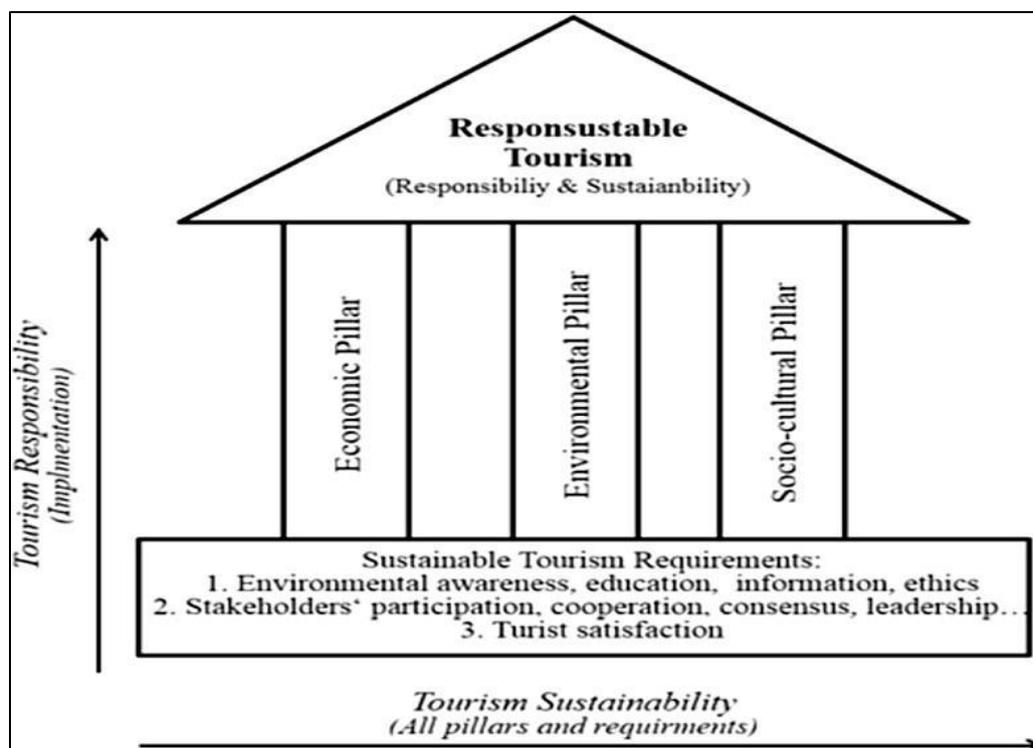 Responsustable
Tourism
(Responsibiliy & Sustaianbility)
Economic Pillar
Environmental Pillar
Socio-cultural Pillar
Tourism Responsibility
(Implmentation)
Sustainable Tourism Requirements:
1. Environmental awareness, education, information, ethics
2. Stakeholders‘ participation, cooperation, consensus, leadership…
3. Turist satisfaction
Tourism Sustainability
(All pillars and requirments)